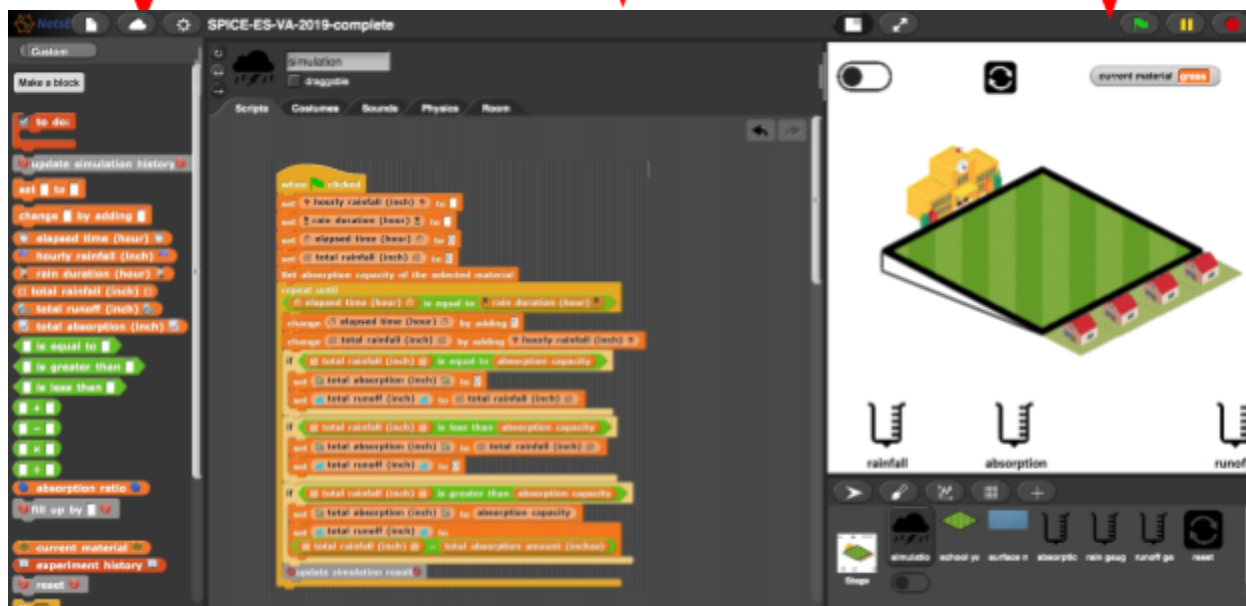 SPICE-ES-VA-2019-complete
Custom
Make a block
to do:
update simulation history
set to
change by adding
elapsed time (hour)
hourly rainfall (inch)
rain duration (hour)
total rainfall (inch)
total runoff (inch)
total absorption (inch)
is equal to
is greater than
is less than
+
-
×
÷
absorption ratio
fill up by
current material
experiment history
reset
simulation
draggable
Scripts Costumes Sounds Physics Room
when clicked
set hourly rainfall (inch) to
set rain duration (hour) to
set elapsed time (hour) to
set total rainfall (inch) to
Set absorption capacity of the selected material
repeat until
elapsed time (hour) is equal to rain duration (hour)
change elapsed time (hour) by adding
change total rainfall (inch) by adding hourly rainfall (inch)
if total rainfall (inch) is equal to absorption capacity
set total absorption (inch) to
set total runoff (inch) to total rainfall (inch)
if total rainfall (inch) is less than absorption capacity
set total absorption (inch) to total rainfall (inch)
set total runoff (inch) to
if total rainfall (inch) is greater than absorption capacity
set total absorption (inch) to absorption capacity
set total runoff (inch) to
total rainfall (inch) - total absorption amount (inches)
update simulation result
current material grass
rainfall
absorption
runof
Stage
simulatio
school yc
surface n
absorptic
rain gaug
runoff ga
reset